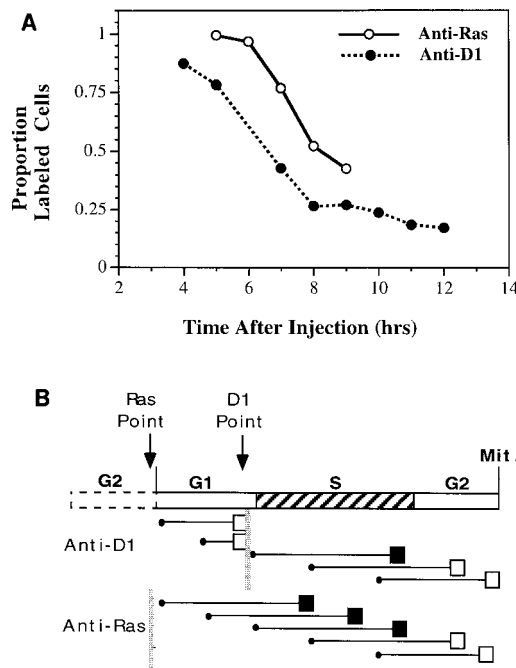 A
Anti-Ras
Anti-D1
Proportion
Labeled Cells
1
0.75
0.5
0.25
0
2 4 6 8 10 12 14
Time After Injection (hrs)
B
Ras
Point
D1
Point
Mit.
G2 G1 S G2
Anti-D1
Anti-Ras